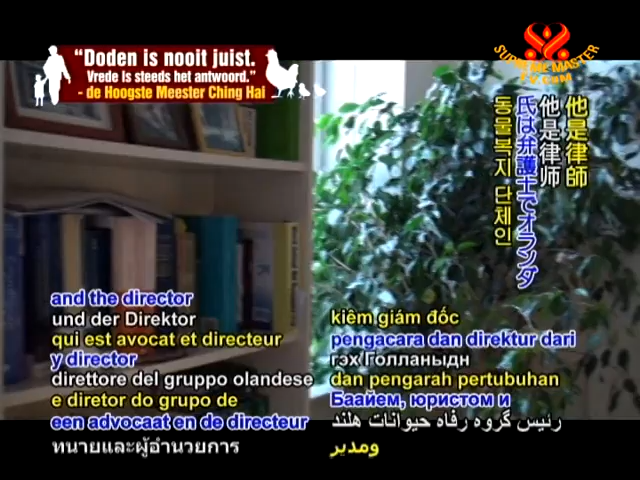 “Doden is nooit juist.
Vrede is steeds het antwoord.”
- de Hoogste Meester Ching Hai
SUPREME MASTER
TV.COM
他是律師
他是律师
氏は弁護士でオランダ
동물복지 단체인
and the director
und der Direktor
qui est avocat et directeur
y director
direttore del gruppo olandese
e diretor do grupo de
een advocaat en de directeur
ทนายและผู้อำนวยการ
kiêm giám đốc
pengacara dan direktur dari
гэх Голланыдн
dan pengarah pertubuhan
Баайем, юристом и
رئیس گروه رفاه حیوانات هلند
ومدير